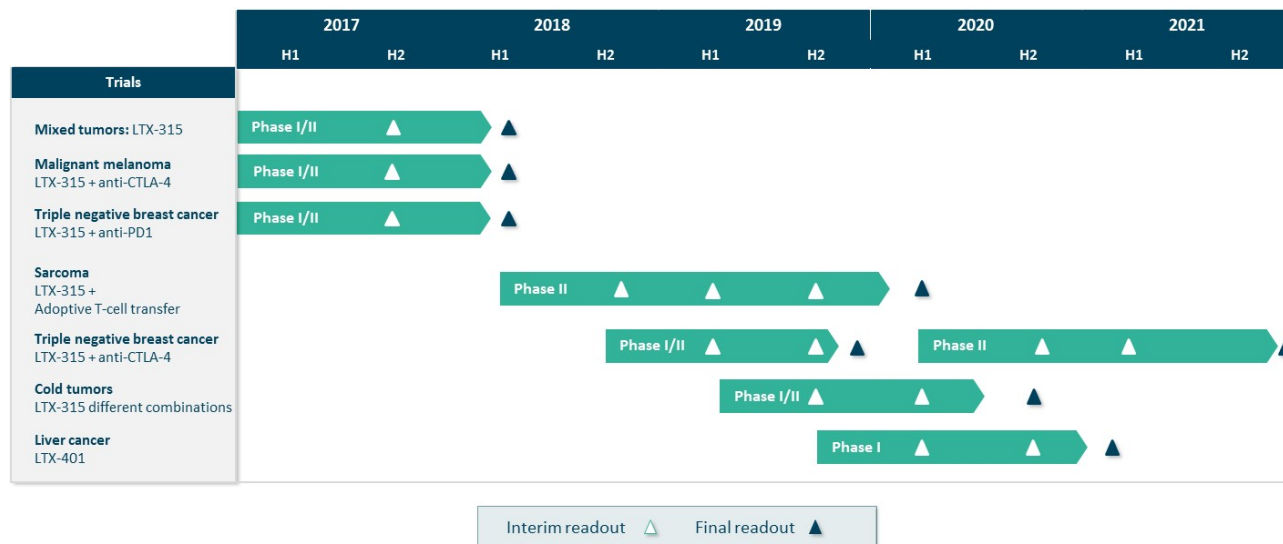 2017 2018 2019 2020 2021
H1 H2 H1 H2 H1 H2 H1 H2 H1 H2
Trials
Mixed tumors: LTX-315
Phase I/II
Malignant melanoma
LTX-315 + anti-CTLA-4
Phase I/II
Triple negative breast cancer
LTX-315 + anti-PD1
Phase I/II
Sarcoma
LTX-315 +
Adoptive T-cell transfer
Phase II
Triple negative breast cancer
LTX-315 + anti-CTLA-4
Phase I/II Phase II
Cold tumors
LTX-315 different combinations
Phase I/II
Liver cancer
LTX-401
Phase I
Interim readout Final readout